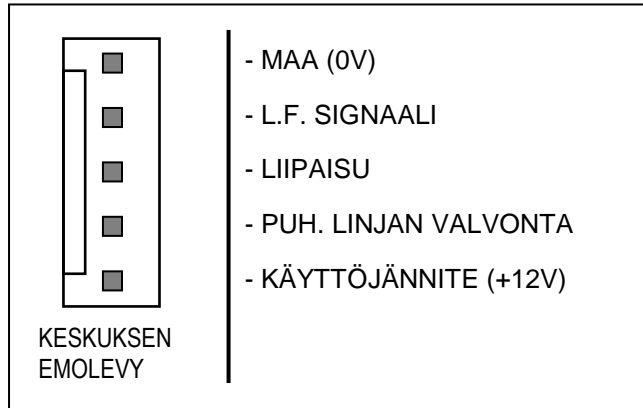 - MAA (0V)
- L.F. SIGNAALI
- LIIPAISU
- PUH. LINJAN VALVONTA
- KÄYTTÖJÄNNITE (+12V)
KESKUKSEN
EMOLEVY